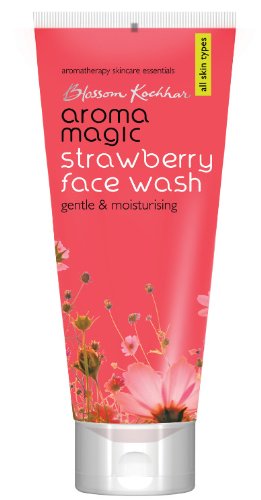 aromatherapy skincare essentials
all skin types
Blossom Kochhar
aroma
magic
strawberry
face wash
gentle & moisturising